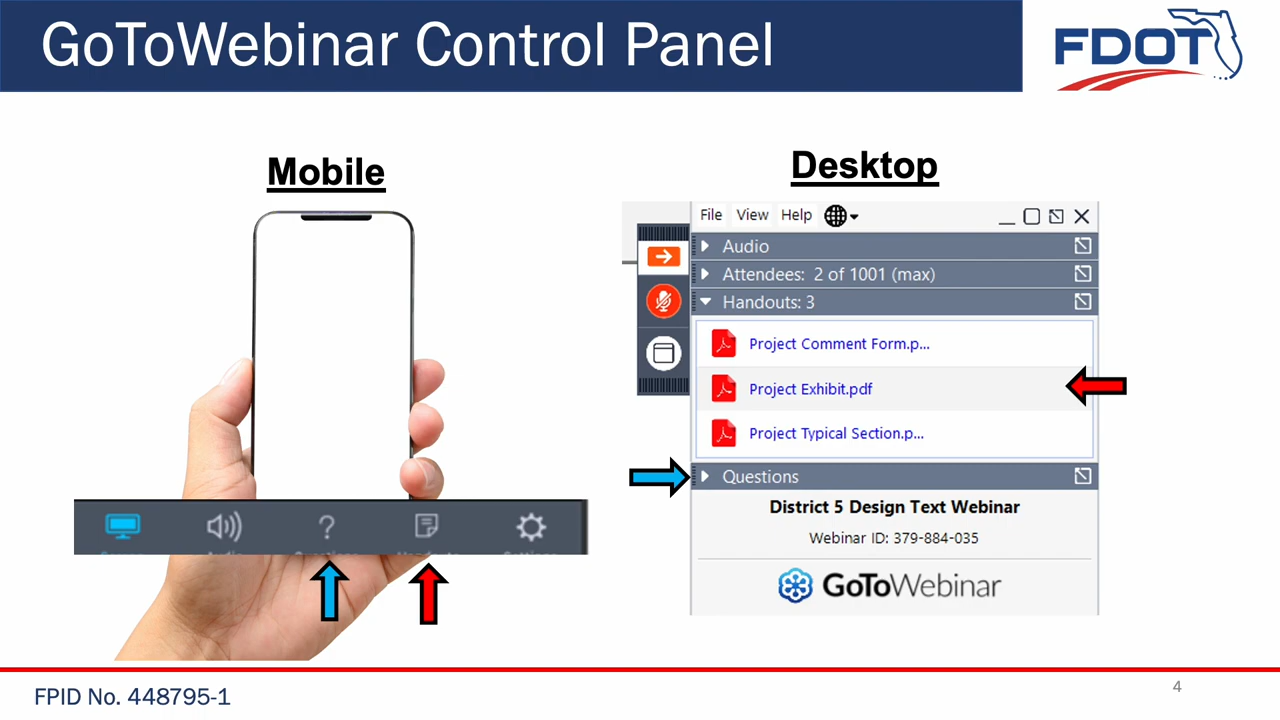 GoToWebinar Control Panel
FDOT
Mobile
Desktop
File View Help
Audio
Attendees: 2 of 1001 (max)
Handouts: 3
Project Comment Form.p...
Project Exhibit.pdf
Project Typical Section.p...
Questions
District 5 Design Text Webinar
Webinar ID: 379-884-035
GoToWebinar
?
FPID No. 448795-1
4